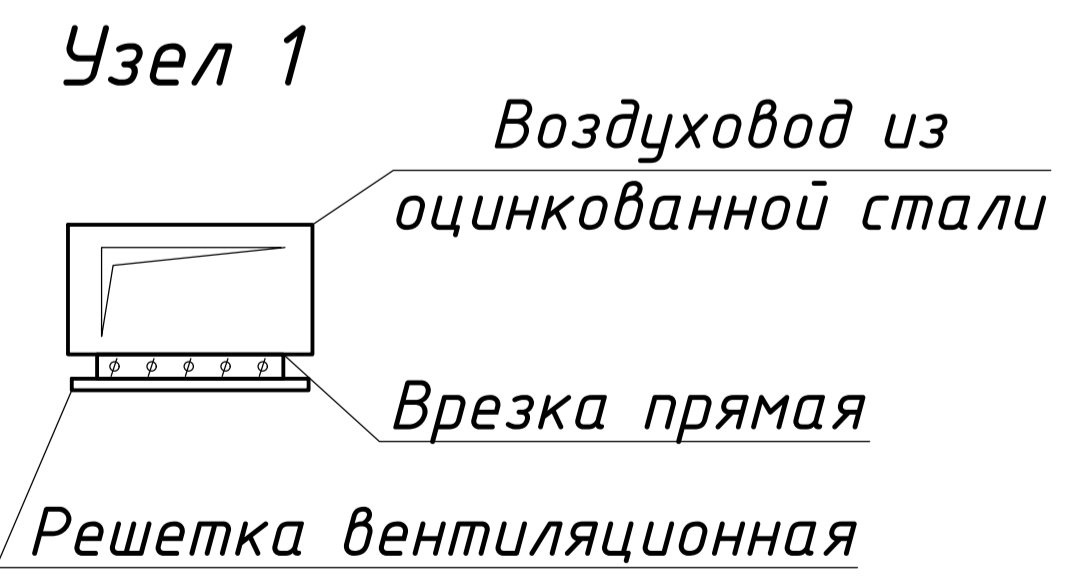 Узел 1
Воздуховод из
оцинкованной стали
Врезка прямая
Решетка вентиляционная